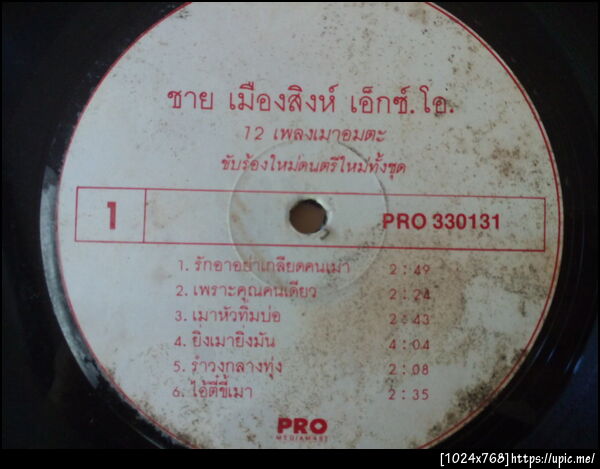 ชาย เมืองสิงห์ เอ็กซ์.โอ.
12 เพลงเมาอมตะ
ขับร้องใหม่ดนตรีใหม่ทั้งชุด
1 PRO 330131
1. รักอาอย่าเกลียดคนเมา 2:49
2. เพราะคุณคนเดียว 2:24
3. เมาหัวทิ่มบ่อ 2:43
4. ยิ่งเมายิ่งมัน 4:04
5. รำวงกลางทุ่ง 2:08
6. ไอ้ตี๋ขี้เมา 2:35
PRO
MEDIAMART
[1024x768]https://upic.me/